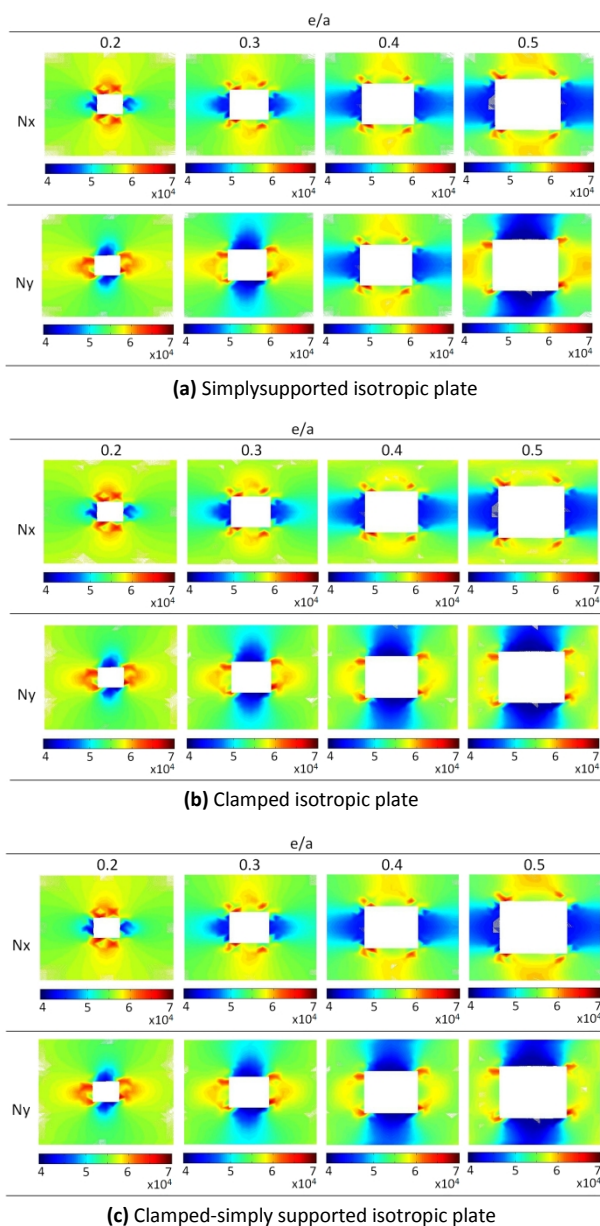 e/a
0.2 0.3 0.4 0.5
Nx
4 5 6 7 4 5 6 7 4 5 6 7 4 5 6 7
x10⁴ x10⁴ x10⁴ x10⁴
Ny
4 5 6 7 4 5 6 7 4 5 6 7 4 5 6 7
x10⁴ x10⁴ x10⁴ x10⁴
(a) Simplysupported isotropic plate
e/a
0.2 0.3 0.4 0.5
Nx
4 5 6 7 4 5 6 7 4 5 6 7 4 5 6 7
x10⁴ x10⁴ x10⁴ x10⁴
Ny
4 5 6 7 4 5 6 7 4 5 6 7 4 5 6 7
x10⁴ x10⁴ x10⁴ x10⁴
(b) Clamped isotropic plate
e/a
0.2 0.3 0.4 0.5
Nx
4 5 6 7 4 5 6 7 4 5 6 7 4 5 6 7
x10⁴ x10⁴ x10⁴ x10⁴
Ny
4 5 6 7 4 5 6 7 4 5 6 7 4 5 6 7
x10⁴ x10⁴ x10⁴ x10⁴
(c) Clamped-simply supported isotropic plate